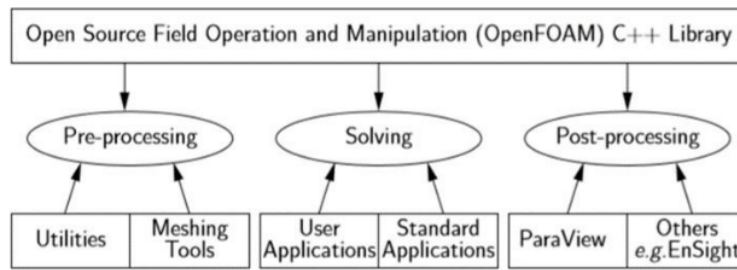 Open Source Field Operation and Manipulation (OpenFOAM) C++ Library
Pre-processing
Solving
Post-processing
Utilities
Meshing
Tools
User
Applications
Standard
Applications
ParaView
Others
e.g.EnSight